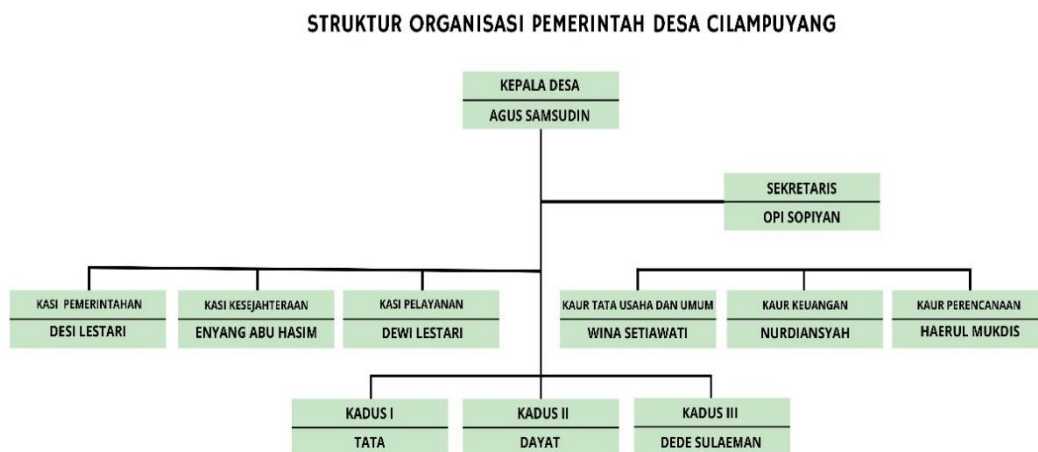 STRUKTUR ORGANISASI PEMERINTAH DESA CILAMPUYANG
KEPALA DESA
AGUS SAMSUDIN
SEKRETARIS
OPI SOPIYAN
KASI PEMERINTAHAN
DESI LESTARI
KASI KESEJAHTERAAN
ENYANG ABU HASIM
KASI PELAYANAN
DEWI LESTARI
KAUR TATA USAHA DAN UMUM
WINA SETIAWATI
KAUR KEUANGAN
NURDIANSYAH
KAUR PERENCANAAN
HAERUL MUKDIS
KADUS I
TATA
KADUS II
DAYAT
KADUS III
DEDE SULAEMAN